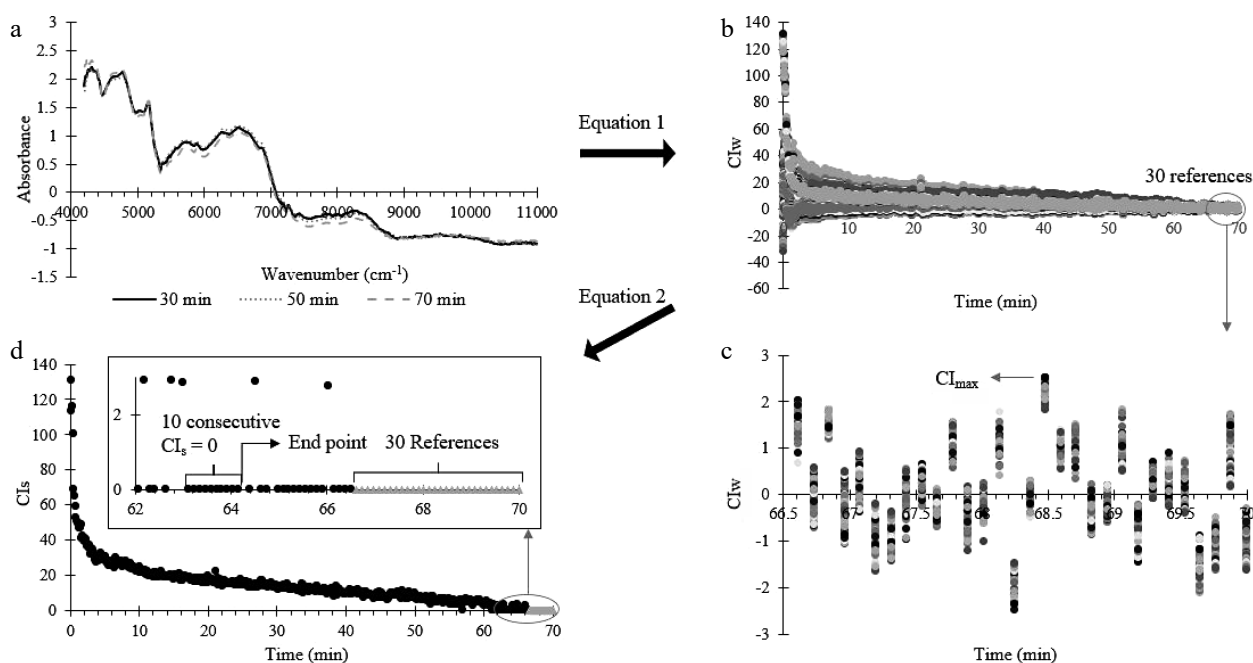 a
3
2.5
2
1.5
1
0.5
0
-0.5
-1
-1.5
Absorbance
4000 5000 6000 7000 8000 9000 10000 11000
Wavenumber (cm-1)
30 min 50 min 70 min
Equation 1
b
140
120
100
80
60
40
20
0
-20
-40
-60
CIw
30 references
10 20 30 40 50 60 70
Time (min)
Equation 2
d
140
120
100
80
60
40
20
0
CIs
2
0
10 consecutive
CIs = 0
End point
30 References
62 64 66 68 70
0 10 20 30 40 50 60 70
Time (min)
c
3
2
1
0
-1
-2
-3
CIw
CImax
66.5 67 67.5 68 68.5 69 69.5 70
Time (min)